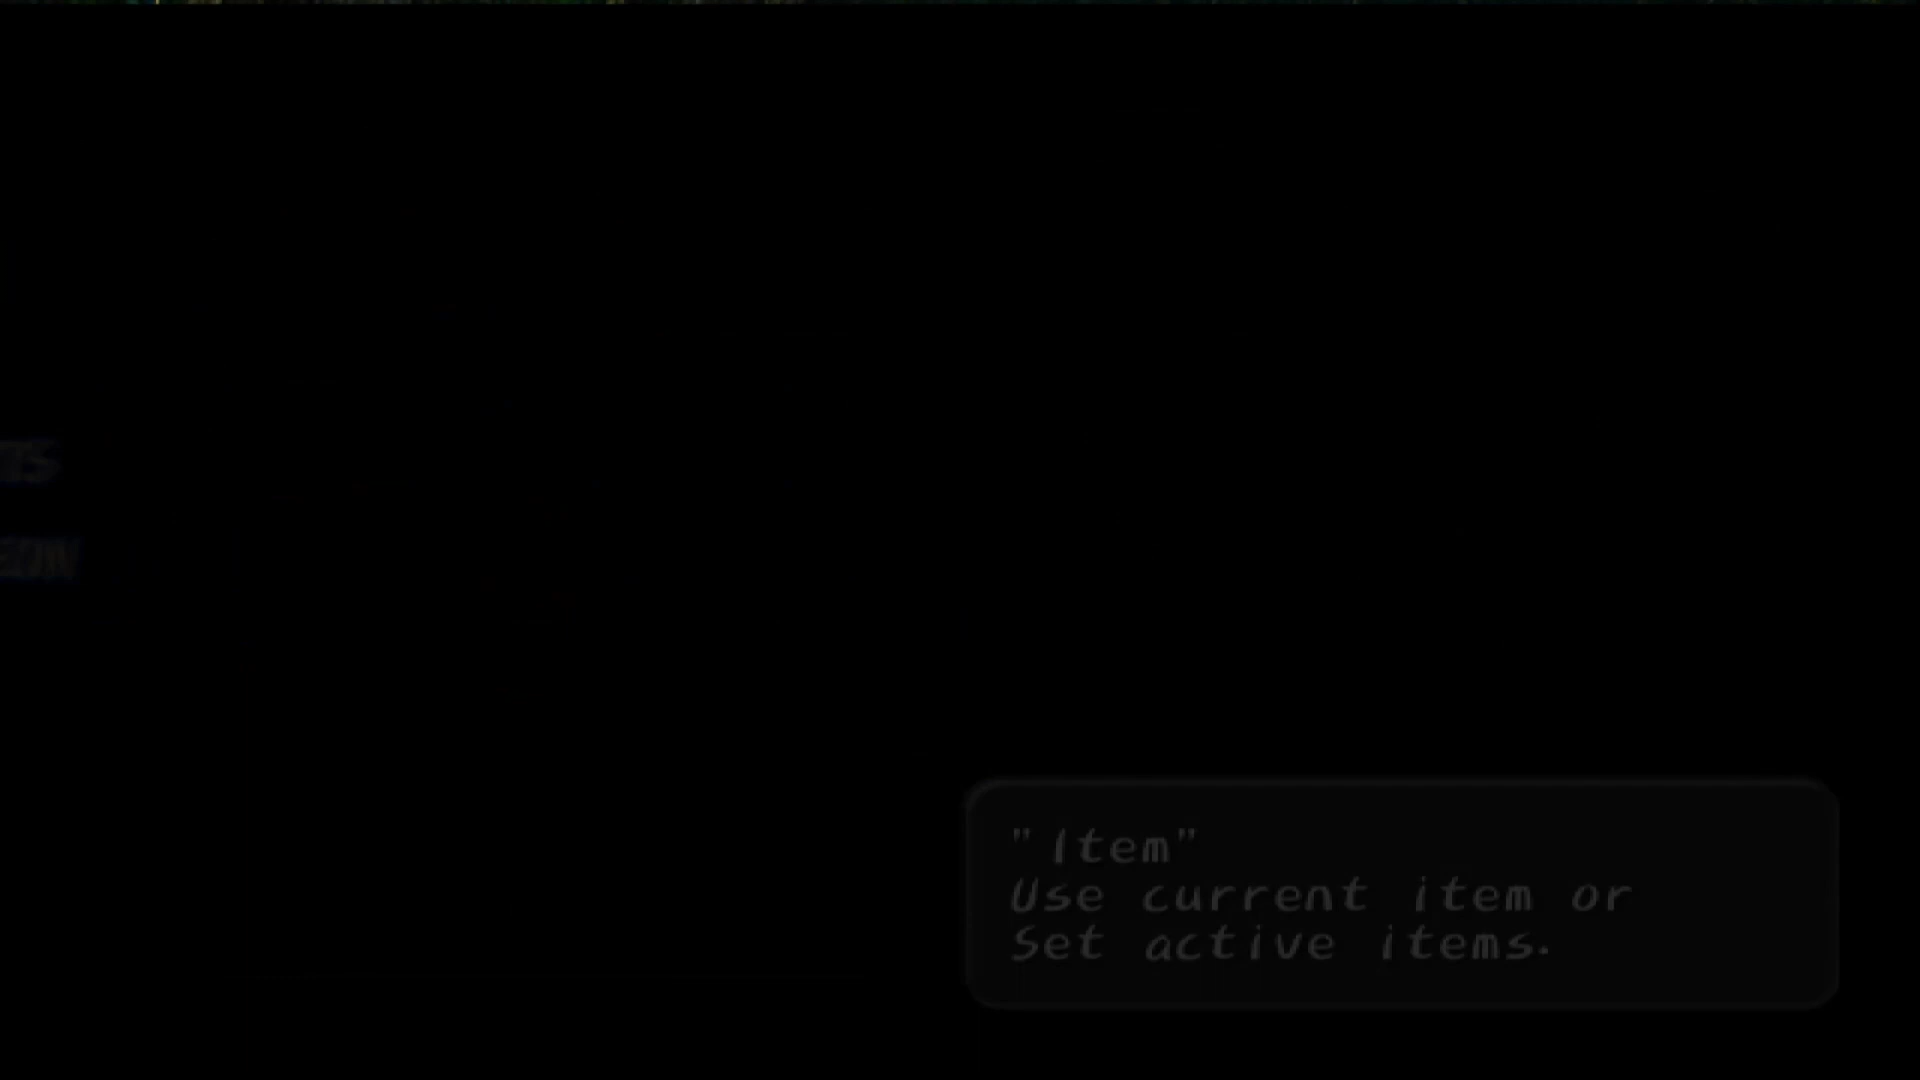 "Item"
Use current item or
Set active items.